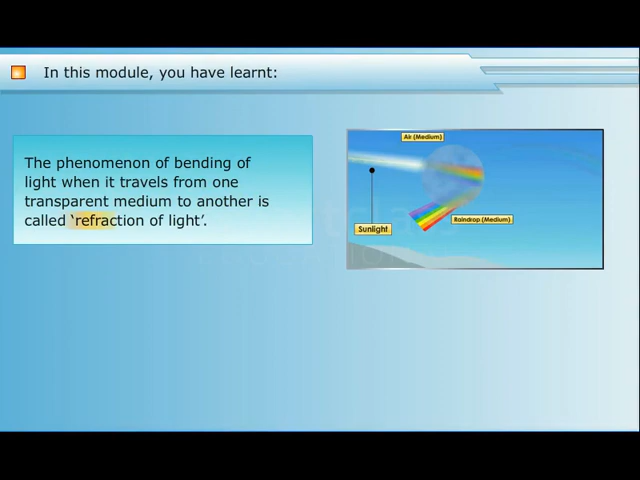 In this module, you have learnt:
The phenomenon of bending of
light when it travels from one
transparent medium to another is
called ‘refraction of light’.
Air (Medium)
Raindrop (Medium)
Sunlight